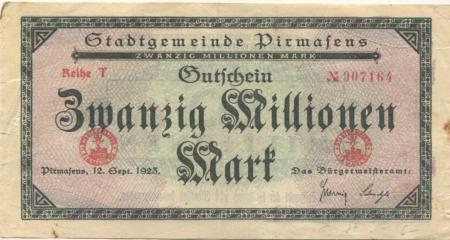 Stadtgemeinde Pirmasens
ZWANZIG MILLIONEN MARK
Reihe T Gutschein № 907164
Zwanzig Millionen
Mark
Pirmasens, 12. Sept. 1923. Das Bürgermeisteramt: